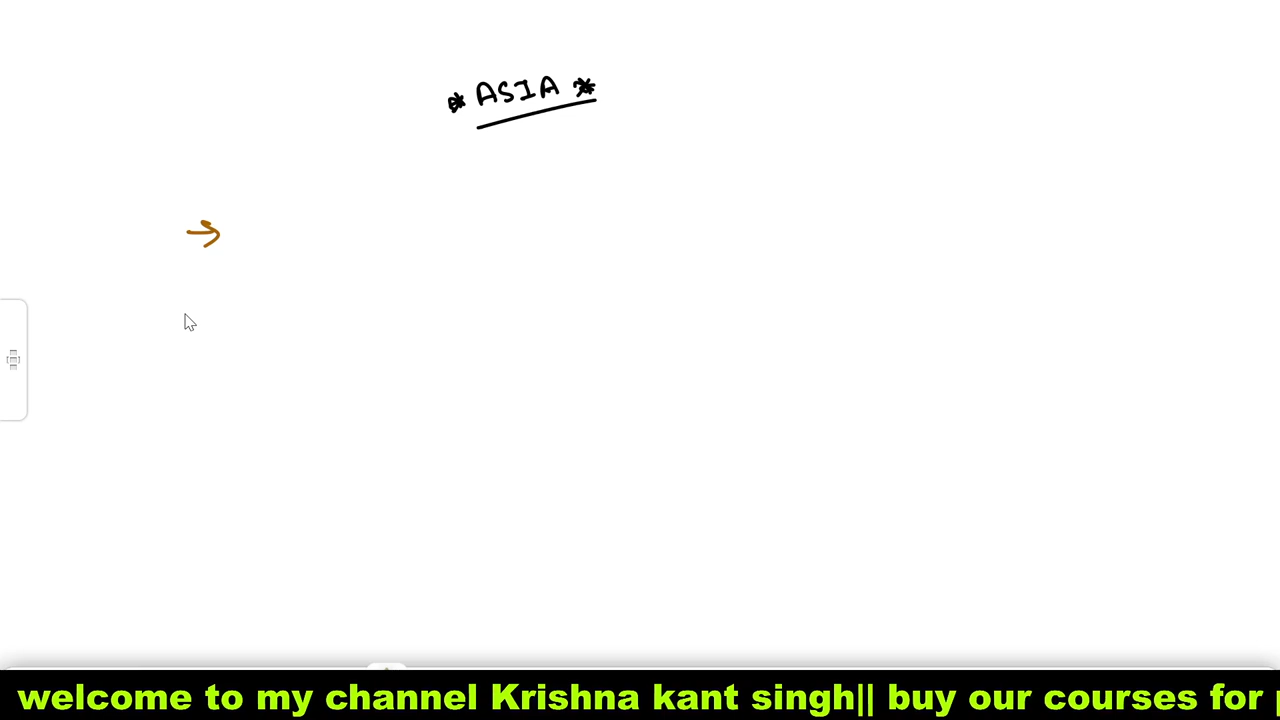 * ASIA *
→
welcome to my channel Krishna kant singh|| buy our courses for